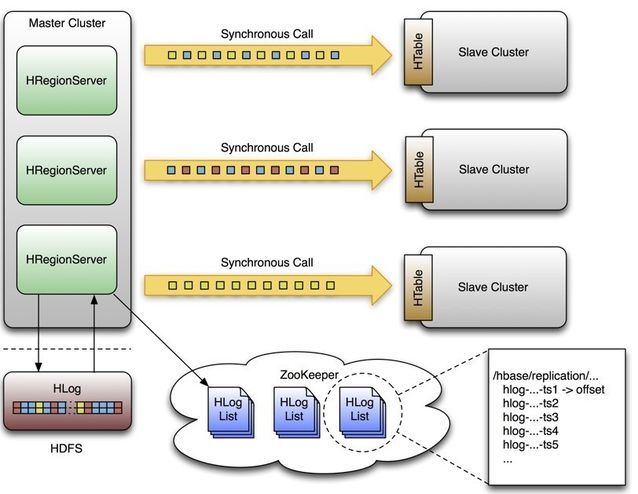 Master Cluster
HRegionServer
HRegionServer
HRegionServer
Synchronous Call
HTable
Slave Cluster
Synchronous Call
HTable
Slave Cluster
Synchronous Call
HTable
Slave Cluster
HLog
HDFS
ZooKeeper
HLog
List
HLog
List
HLog
List
/hbase/replication/...
hlog-...-ts1 -> offset
hlog-...-ts2
hlog-...-ts3
hlog-...-ts4
hlog-...-ts5
...